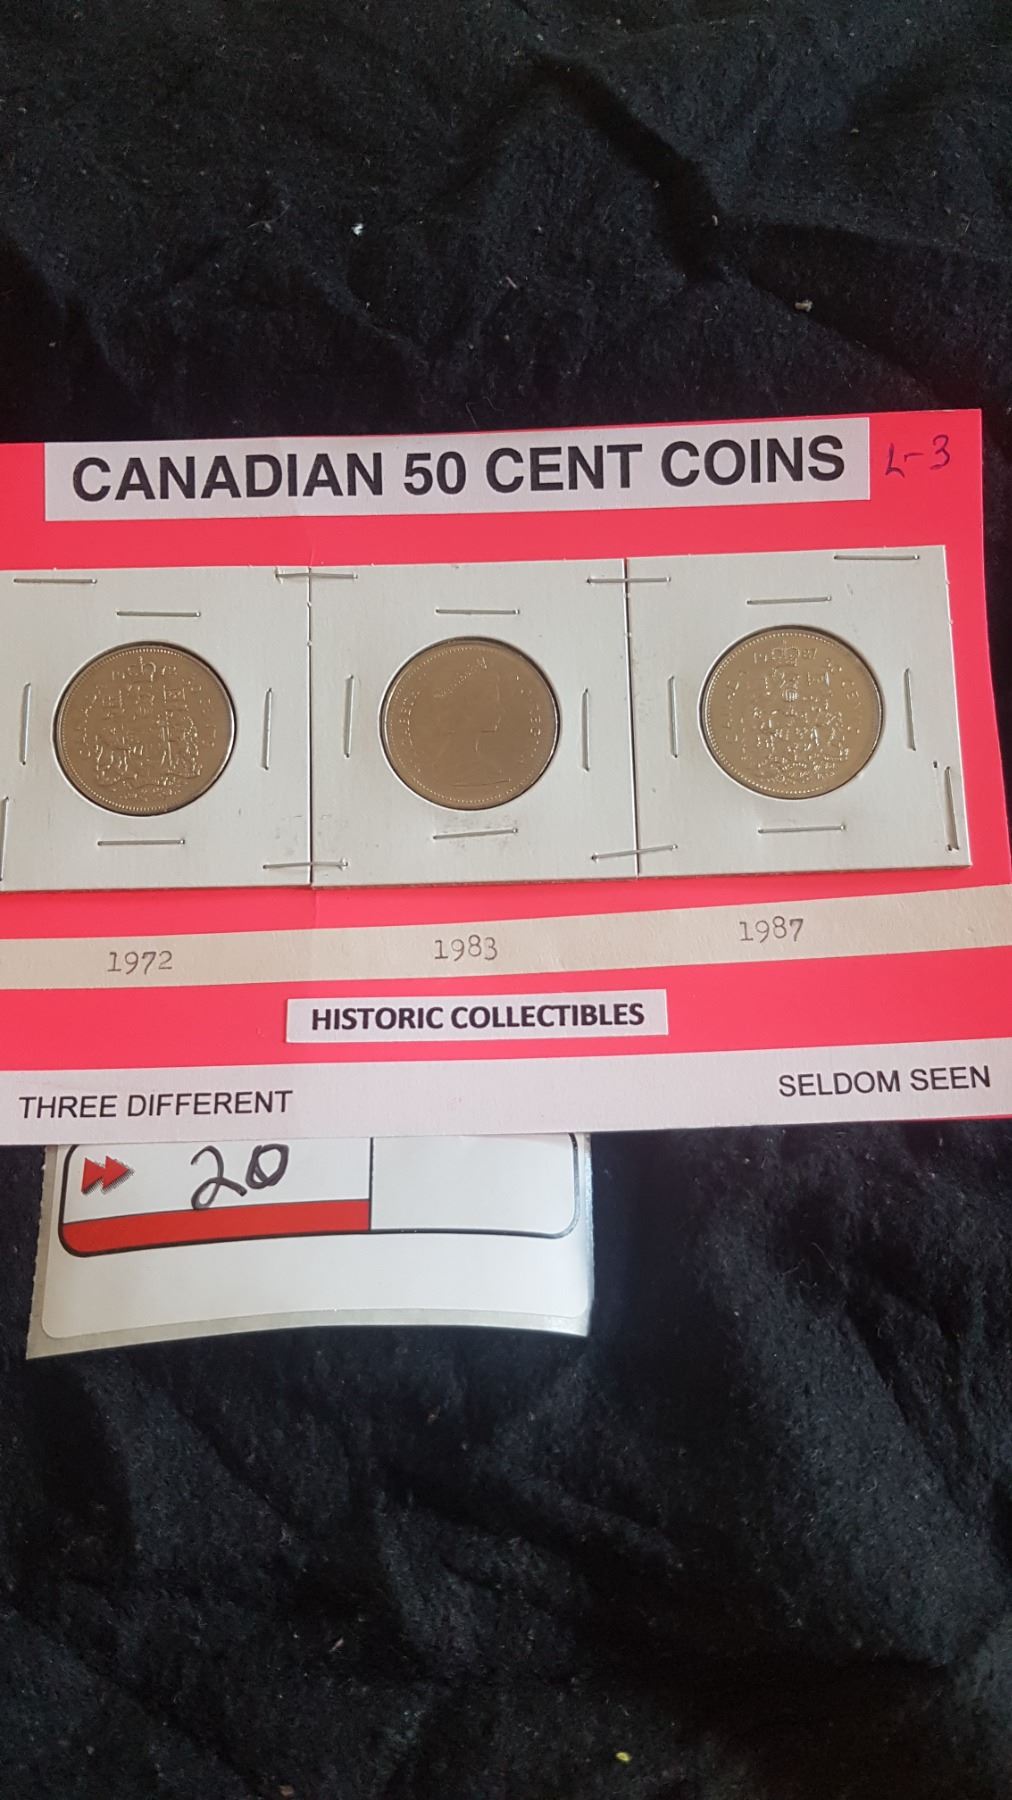 CANADIAN 50 CENT COINS
L-3
1972 1983 1987
HISTORIC COLLECTIBLES
THREE DIFFERENT SELDOM SEEN
20